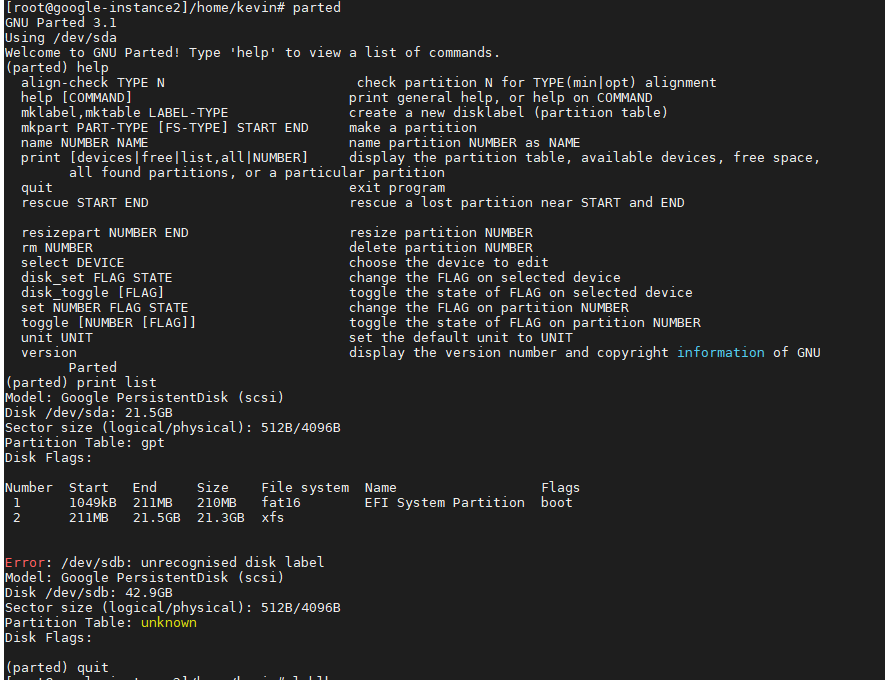 [root@google-instance2]/home/kevin# parted
GNU Parted 3.1
Using /dev/sda
Welcome to GNU Parted! Type 'help' to view a list of commands.
(parted) help
  align-check TYPE N                        check partition N for TYPE(min|opt) alignment
  help [COMMAND]                           print general help, or help on COMMAND
  mklabel,mktable LABEL-TYPE               create a new disklabel (partition table)
  mkpart PART-TYPE [FS-TYPE] START END     make a partition
  name NUMBER NAME                         name partition NUMBER as NAME
  print [devices|free|list,all|NUMBER]     display the partition table, available devices, free space,
        all found partitions, or a particular partition
  quit                                     exit program
  rescue START END                         rescue a lost partition near START and END
  resizepart NUMBER END                    resize partition NUMBER
  rm NUMBER                                delete partition NUMBER
  select DEVICE                            choose the device to edit
  disk_set FLAG STATE                      change the FLAG on selected device
  disk_toggle [FLAG]                       toggle the state of FLAG on selected device
  set NUMBER FLAG STATE                    change the FLAG on partition NUMBER
  toggle [NUMBER [FLAG]]                   toggle the state of FLAG on partition NUMBER
  unit UNIT                                set the default unit to UNIT
  version                                  display the version number and copyright information of GNU
        Parted
(parted) print list
Model: Google PersistentDisk (scsi)
Disk /dev/sda: 21.5GB
Sector size (logical/physical): 512B/4096B
Partition Table: gpt
Disk Flags:
Number  Start   End     Size    File system  Name                  Flags
 1      1049kB  211MB   210MB   fat16        EFI System Partition  boot
 2      211MB   21.5GB  21.3GB  xfs
Error: /dev/sdb: unrecognised disk label
Model: Google PersistentDisk (scsi)
Disk /dev/sdb: 42.9GB
Sector size (logical/physical): 512B/4096B
Partition Table: unknown
Disk Flags:
(parted) quit